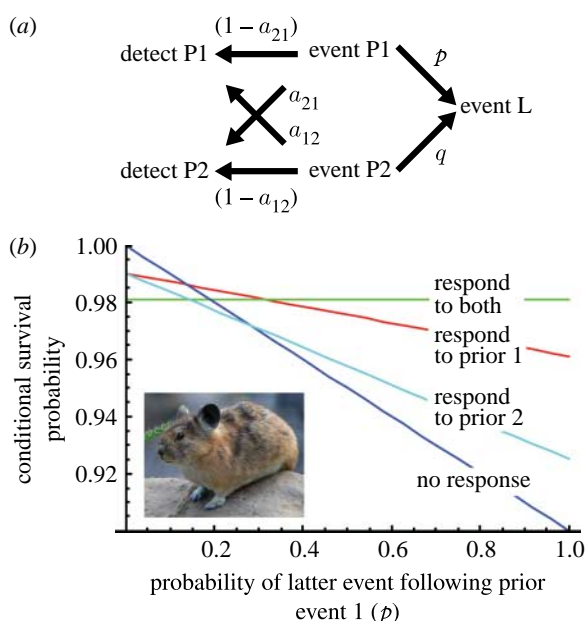 (a)
(1 – a21)
detect P1 event P1 p
a21
a12
event L
detect P2 event P2 q
(1 – a12)
(b)
1.00
0.98
0.96
0.94
0.92
conditional survival
probability
respond
to both
respond
to prior 1
respond
to prior 2
no response
0.2 0.4 0.6 0.8 1.0
probability of latter event following prior
event 1 (p)